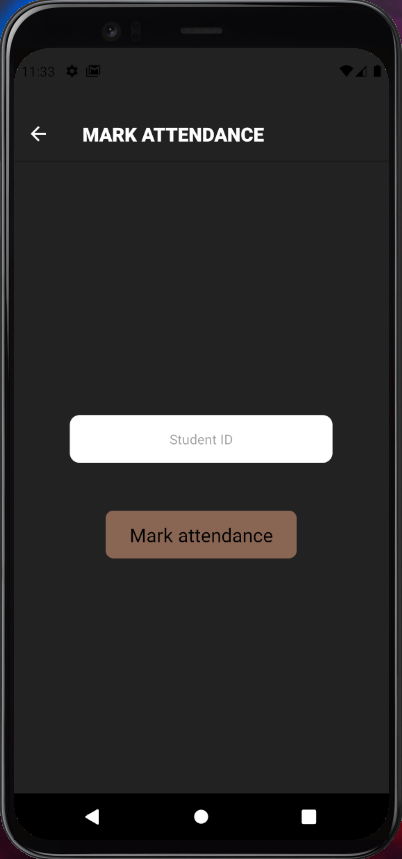 11:33
MARK ATTENDANCE
Student ID
Mark attendance